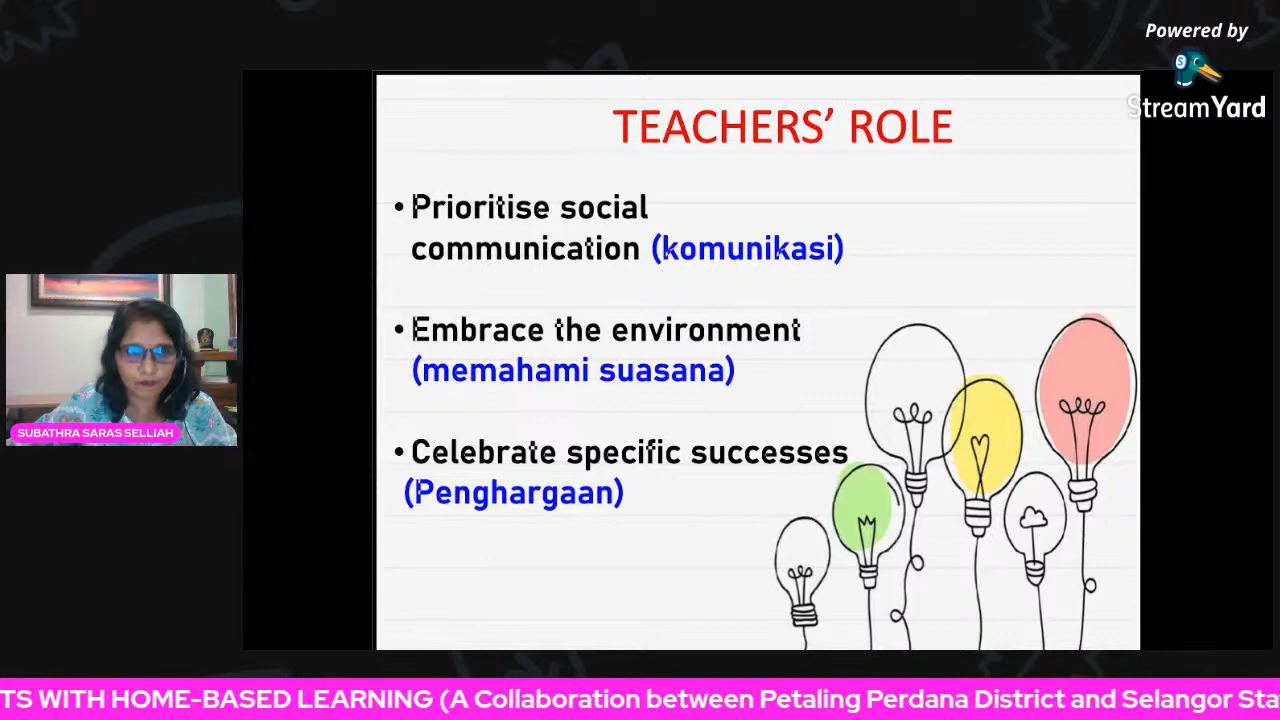 Powered by
StreamYard
TEACHERS’ ROLE
• Prioritise social
communication (komunikasi)
• Embrace the environment
(memahami suasana)
• Celebrate specific successes
(Penghargaan)
SUBATHRA SARAS SELLIAH
TS WITH HOME-BASED LEARNING (A Collaboration between Petaling Perdana District and Selangor Sta